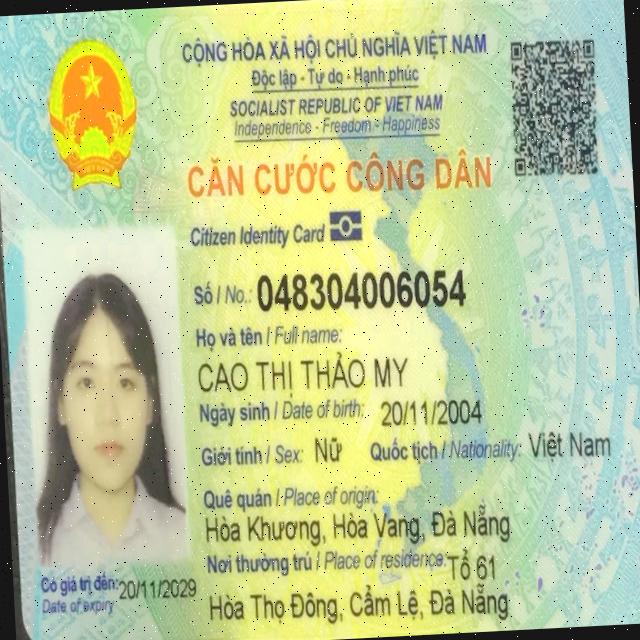 CỘNG HÒA XÃ HỘI CHỦ NGHĨA VIỆT NAM
Độc lập - Tự do - Hạnh phúc
SOCIALIST REPUBLIC OF VIET NAM
Independence - Freedom - Happiness
CĂN CƯỚC CÔNG DÂN
Citizen Identity Card
Số / No.: 048304006054
Họ và tên / Full name:
CAO THỊ THẢO MY
Ngày sinh / Date of birth: 20/11/2004
Giới tính / Sex: Nữ Quốc tịch / Nationality: Việt Nam
Quê quán / Place of origin:
Hòa Khương, Hòa Vang, Đà Nẵng
Nơi thường trú / Place of residence: Tổ 61
Hòa Thọ Đông, Cẩm Lệ, Đà Nẵng
Có giá trị đến: 20/11/2029
Date of expiry